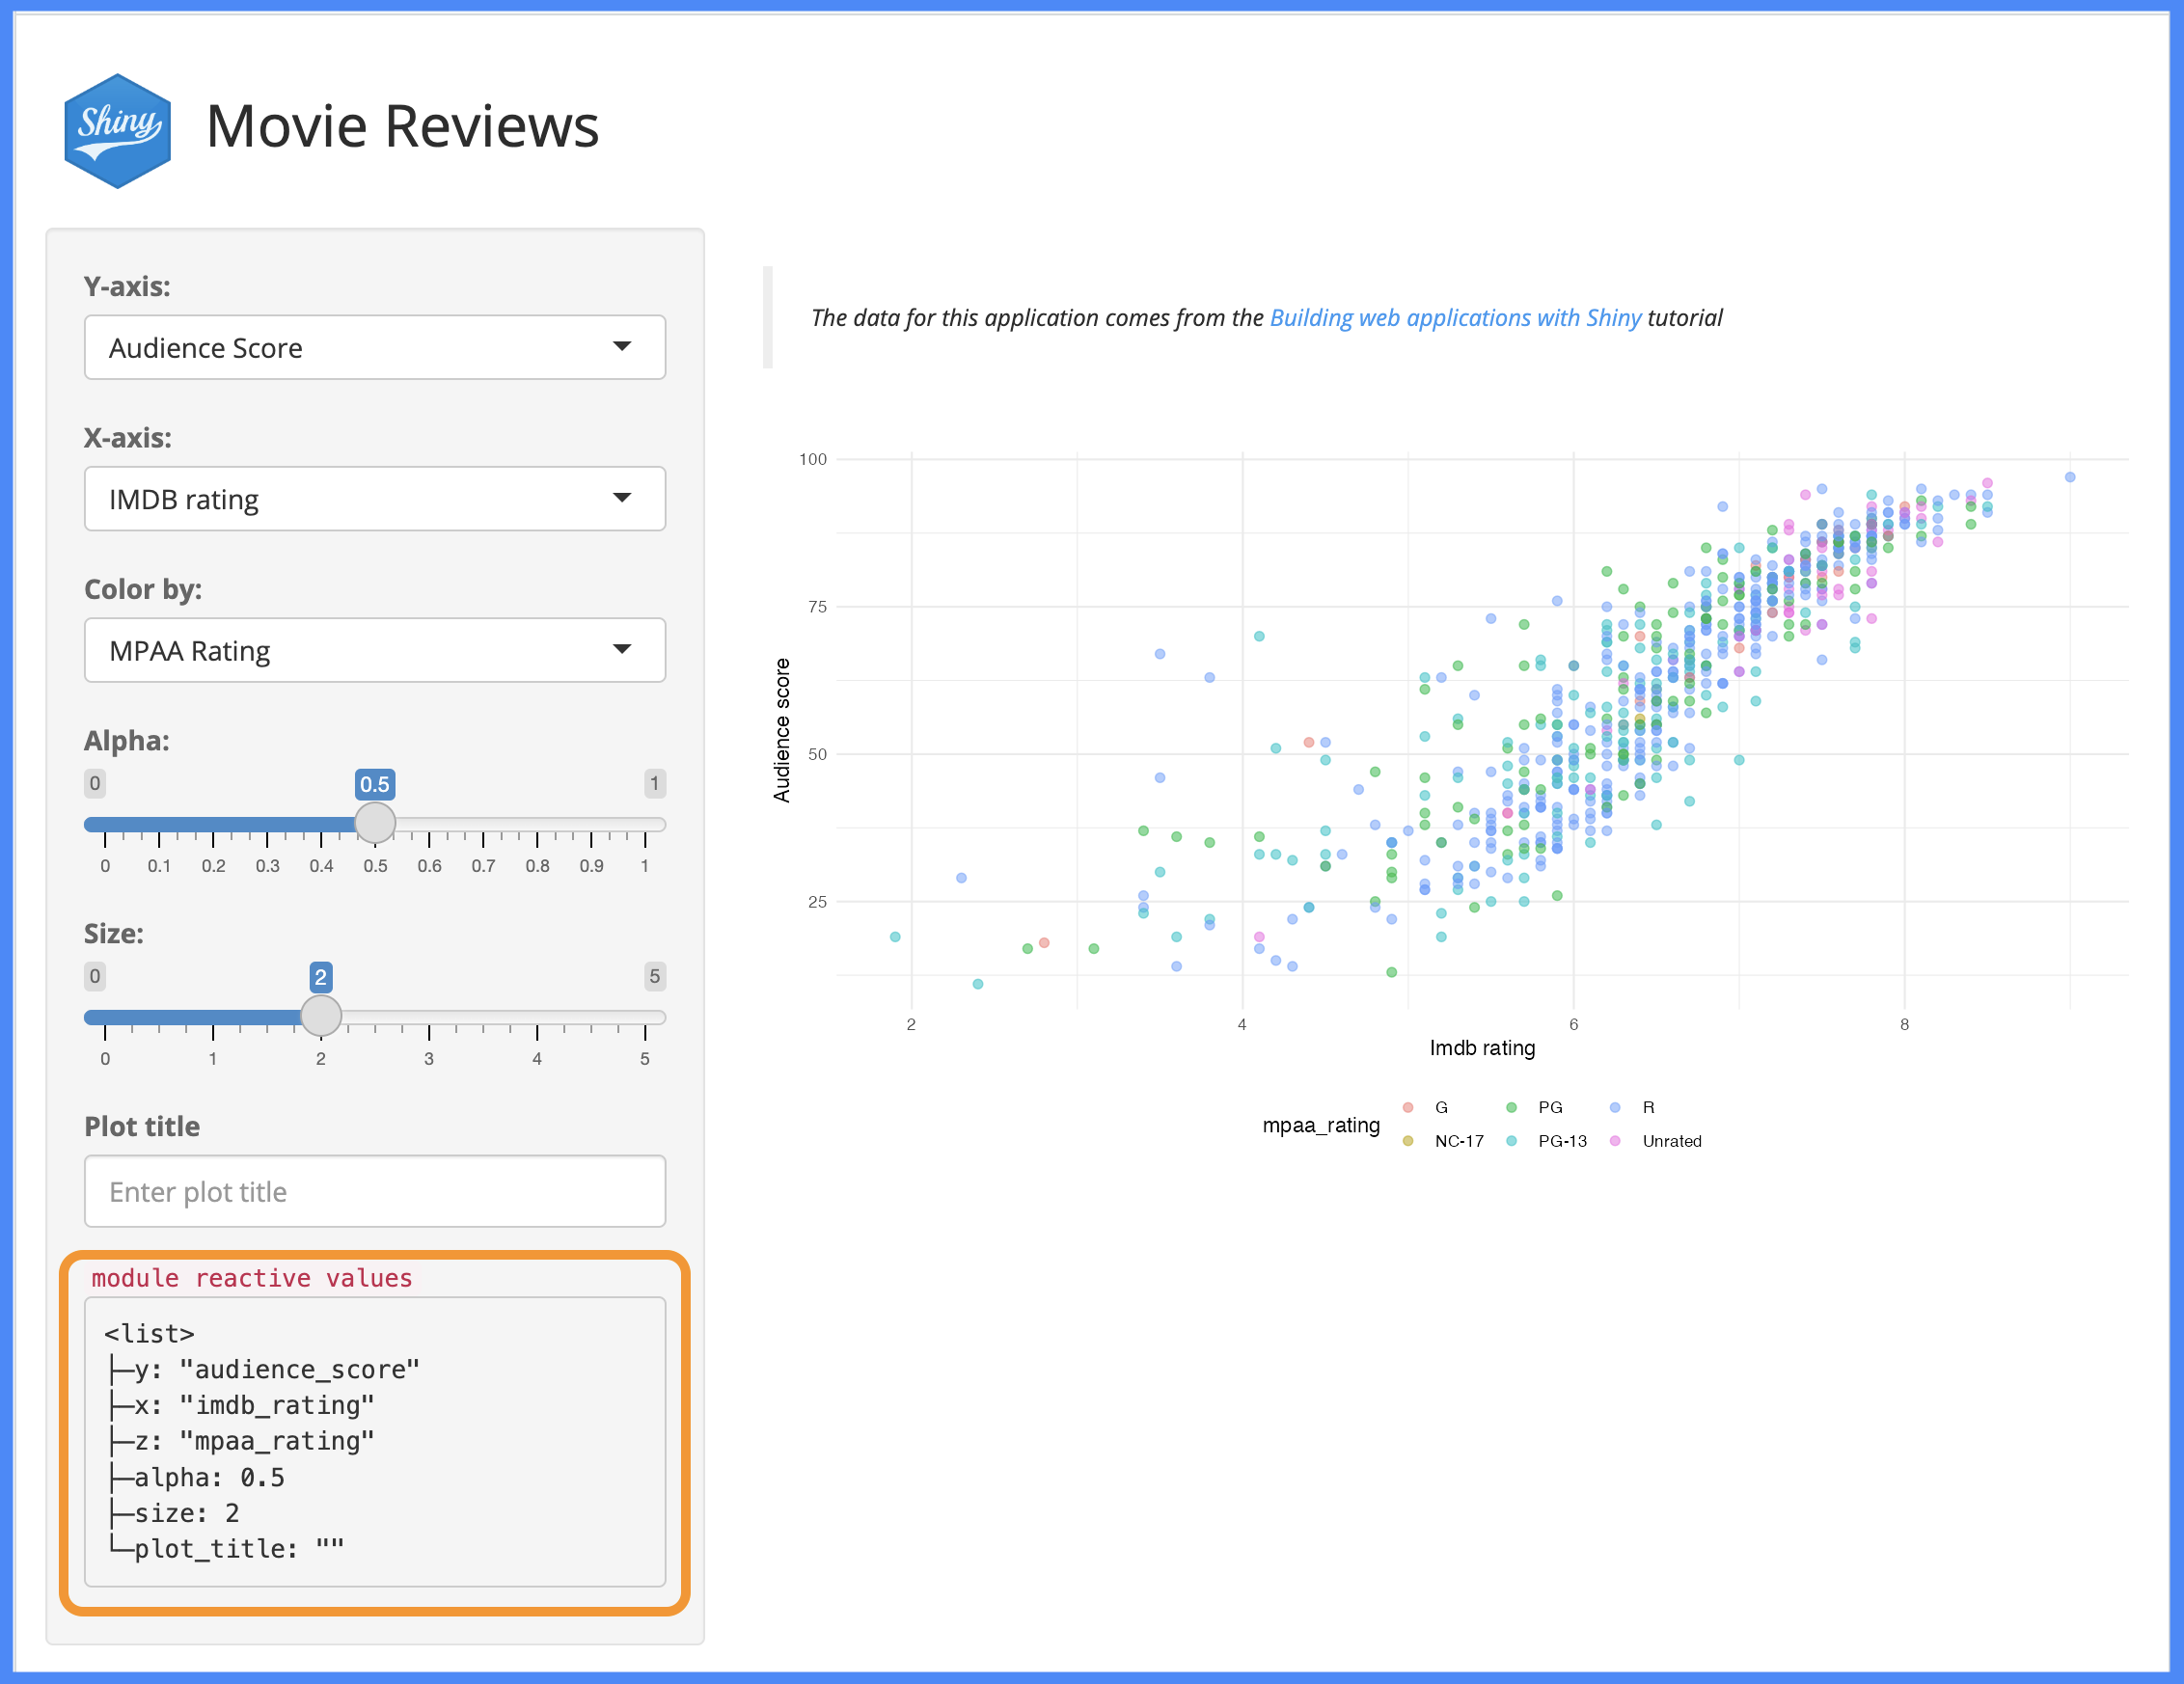 Shiny
Movie Reviews
Y-axis:
Audience Score
X-axis:
IMDB rating
Color by:
MPAA Rating
Alpha:
0 0.5 1
0 0.1 0.2 0.3 0.4 0.5 0.6 0.7 0.8 0.9 1
Size:
0 2 5
0 1 2 3 4 5
Plot title
Enter plot title
module reactive values
<list>
├─y: "audience_score"
├─x: "imdb_rating"
├─z: "mpaa_rating"
├─alpha: 0.5
├─size: 2
└─plot_title: ""
The data for this application comes from the Building web applications with Shiny tutorial
100
75
50
25
Audience score
2 4 6 8
Imdb rating
mpaa_rating
G PG R
NC-17 PG-13 Unrated